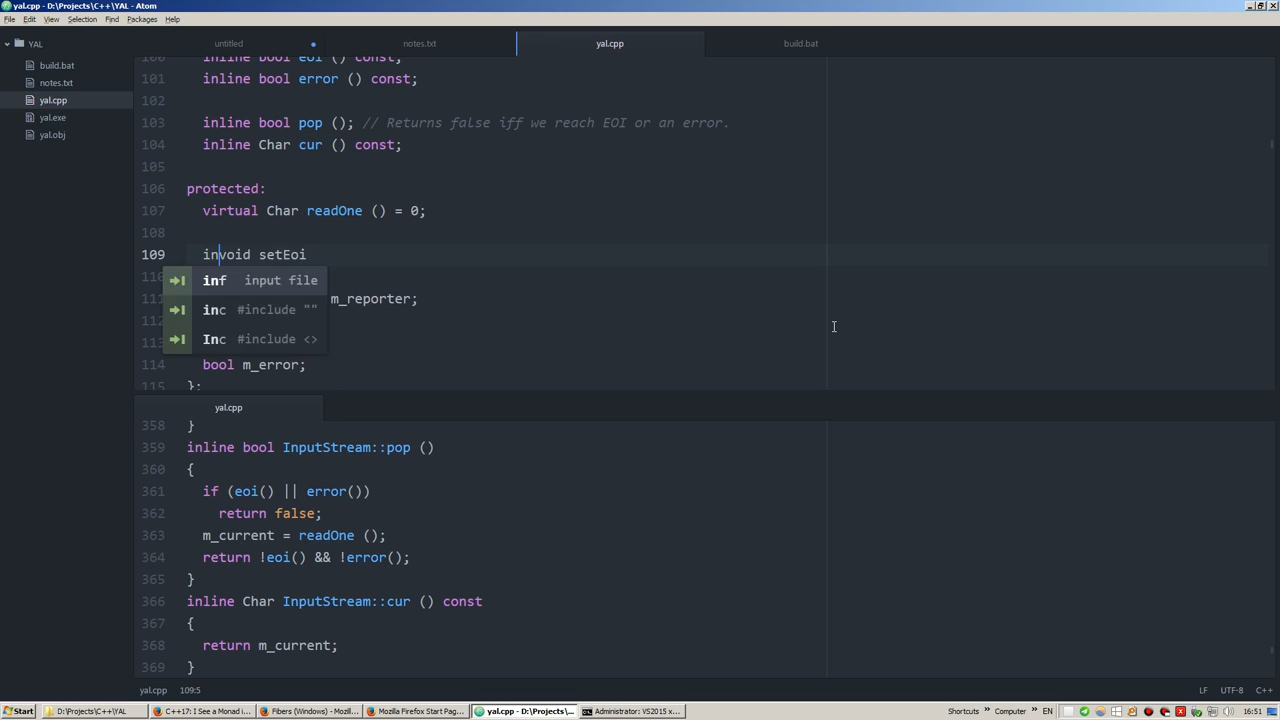 yal.cpp - D:\Projects\C++\YAL - Atom
File Edit View Selection Find Packages Help
YAL
build.bat
notes.txt
yal.cpp
yal.exe
yal.obj
untitled notes.txt yal.cpp build.bat
100 inline bool eoi () const;
101 inline bool error () const;
102
103 inline bool pop (); // Returns false iff we reach EOI or an error.
104 inline Char cur () const;
105
106 protected:
107 virtual Char readOne () = 0;
108
109 invoid setEoi
110
inf input file
111 m_reporter;
inc #include ""
112
Inc #include <>
113
114 bool m_error;
115 };
yal.cpp
358 }
359 inline bool InputStream::pop ()
360 {
361 if (eoi() || error())
362 return false;
363 m_current = readOne ();
364 return !eoi() && !error();
365 }
366 inline Char InputStream::cur () const
367 {
368 return m_current;
369 }
yal.cpp 109:5 LF UTF-8 C++
Start D:\Projects\C++\YAL C++17: I See a Monad i... Fibers (Windows) - Mozil... Mozilla Firefox Start Pag... yal.cpp - D:\Projects\... Administrator: VS2015 x... Shortcuts » Computer » EN 16:51